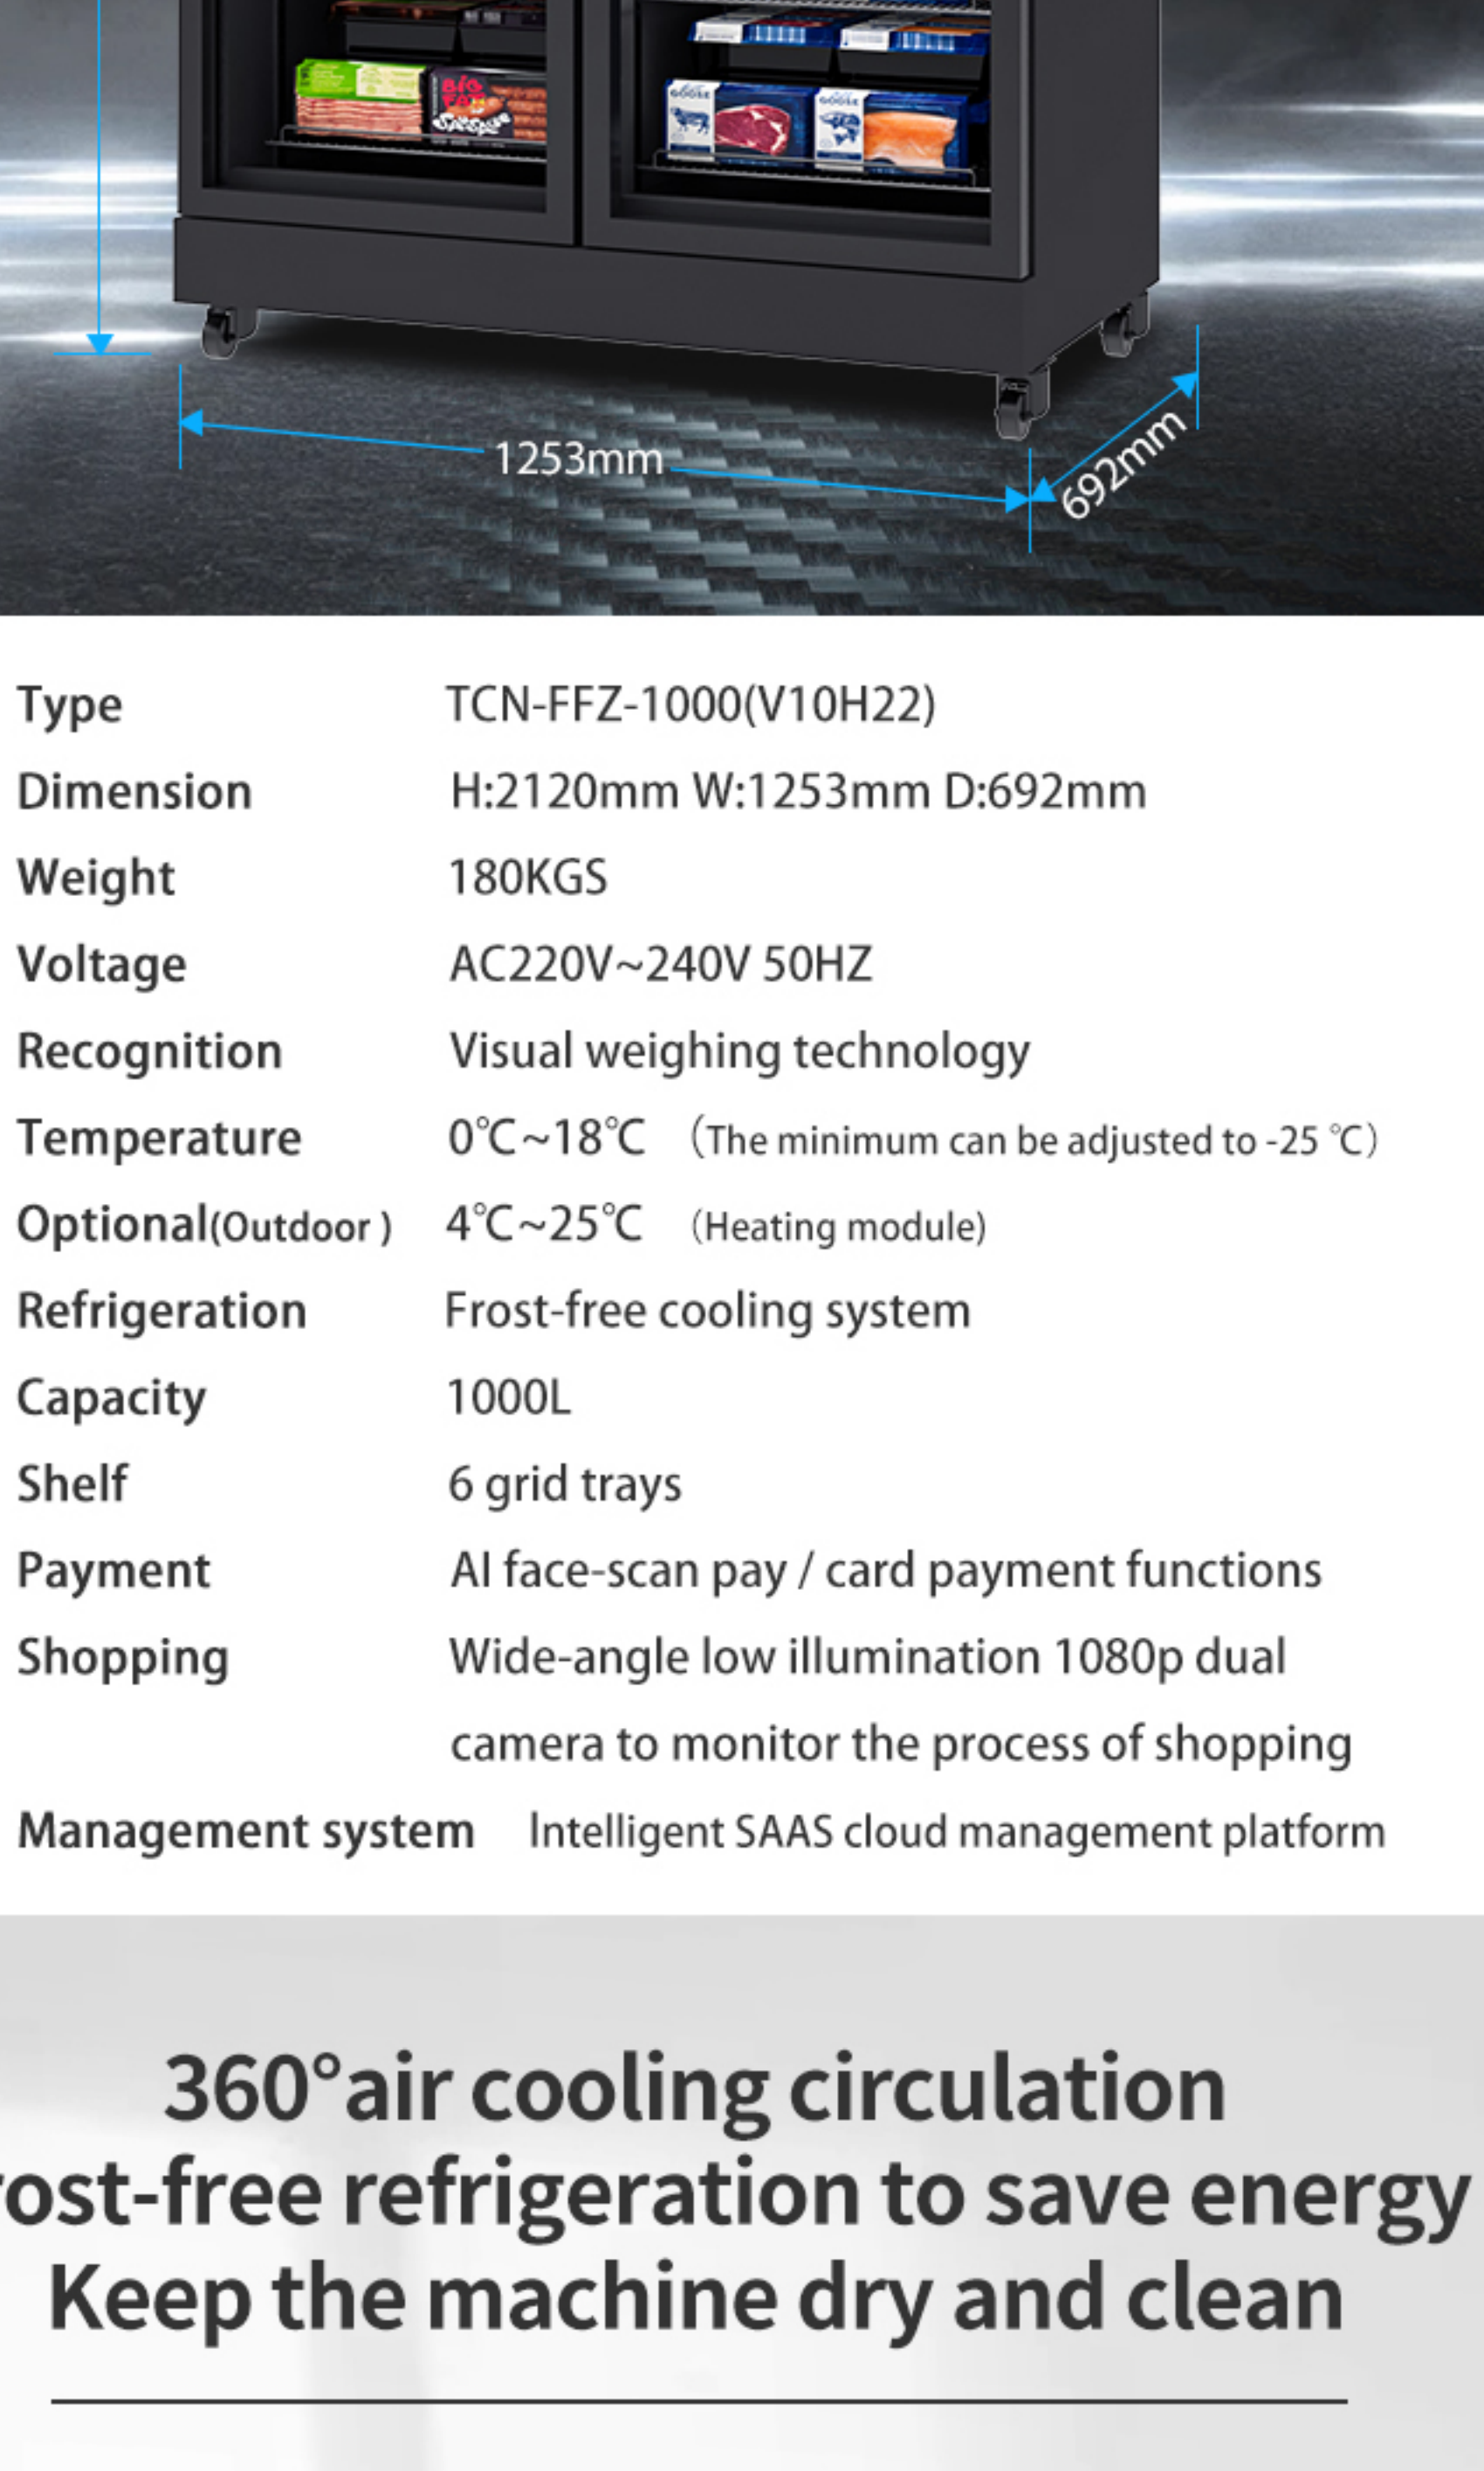 BIG
GOOSE
GOOSE
1253mm
692mm
Type TCN-FFZ-1000(V10H22)
Dimension H:2120mm W:1253mm D:692mm
Weight 180KGS
Voltage AC220V~240V 50HZ
Recognition Visual weighing technology
Temperature 0℃~18℃ （The minimum can be adjusted to -25 ℃）
Optional(Outdoor ) 4℃~25℃ (Heating module)
Refrigeration Frost-free cooling system
Capacity 1000L
Shelf 6 grid trays
Payment AI face-scan pay / card payment functions
Shopping Wide-angle low illumination 1080p dual
camera to monitor the process of shopping
Management system Intelligent SAAS cloud management platform
360°air cooling circulation
rost-free refrigeration to save energy
Keep the machine dry and clean